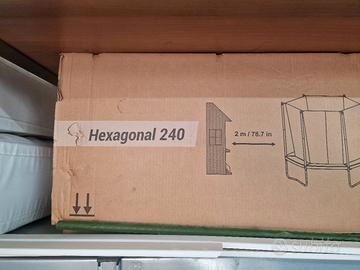 Hexagonal 240
2 m / 78.7 in